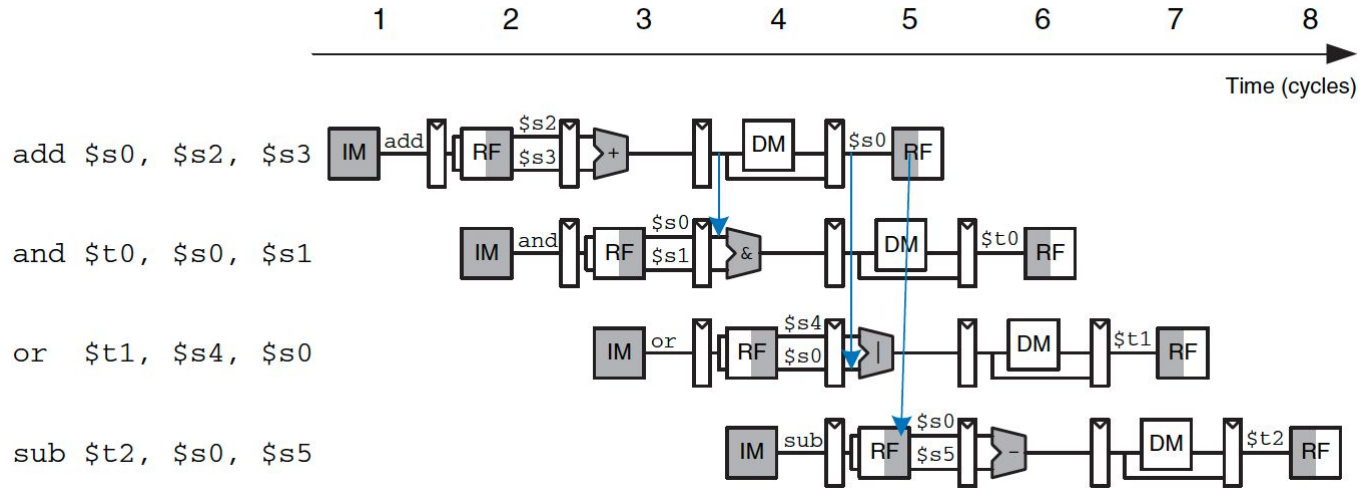 1 2 3 4 5 6 7 8
Time (cycles)
add $s0, $s2, $s3 IM add RF $s2 $s3 + DM $s0 RF
and $t0, $s0, $s1 IM and RF $s0 $s1 & DM $t0 RF
or $t1, $s4, $s0 IM or RF $s4 $s0 | DM $t1 RF
sub $t2, $s0, $s5 IM sub RF $s0 $s5 - DM $t2 RF